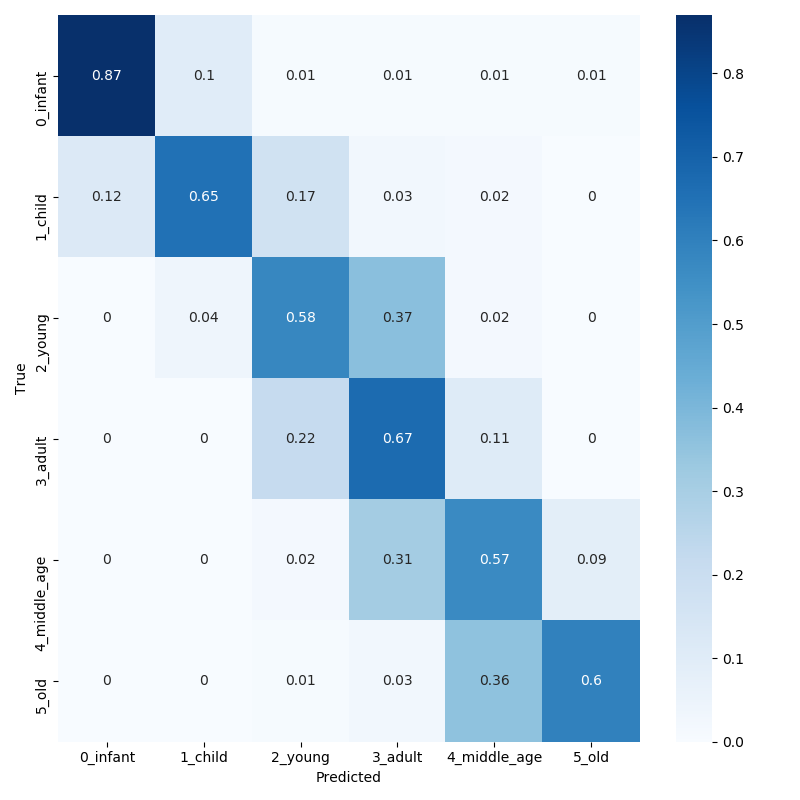 0_infant 0.87 0.1 0.01 0.01 0.01 0.01
1_child 0.12 0.65 0.17 0.03 0.02 0
2_young 0 0.04 0.58 0.37 0.02 0
True
3_adult 0 0 0.22 0.67 0.11 0
4_middle_age 0 0 0.02 0.31 0.57 0.09
5_old 0 0 0.01 0.03 0.36 0.6
0_infant 1_child 2_young 3_adult 4_middle_age 5_old
Predicted
0.8
0.7
0.6
0.5
0.4
0.3
0.2
0.1
0.0